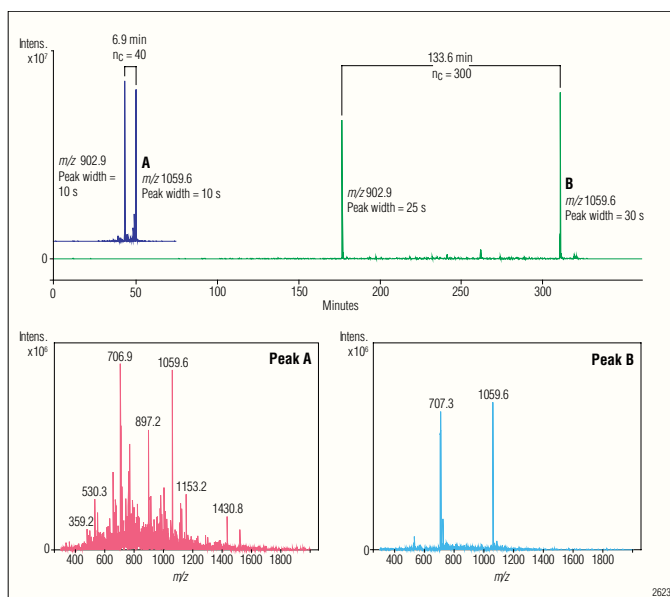 6.9 min
n_c = 40
Intens.
x10⁷
133.6 min
n_c = 300
m/z 902.9
Peak width =
10 s
A
m/z 1059.6
Peak width = 10 s
m/z 902.9
Peak width = 25 s
B
m/z 1059.6
Peak width = 30 s
0
0 50 100 150 200 250 300
Minutes
Intens.
x10⁶
Peak A
706.9
1059.6
897.2
530.3
1153.2
359.2
1430.8
0
400 600 800 1000 1200 1400 1600 1800
m/z
Intens.
x10⁶
Peak B
707.3
1059.6
0
400 600 800 1000 1200 1400 1600 1800
m/z
2623